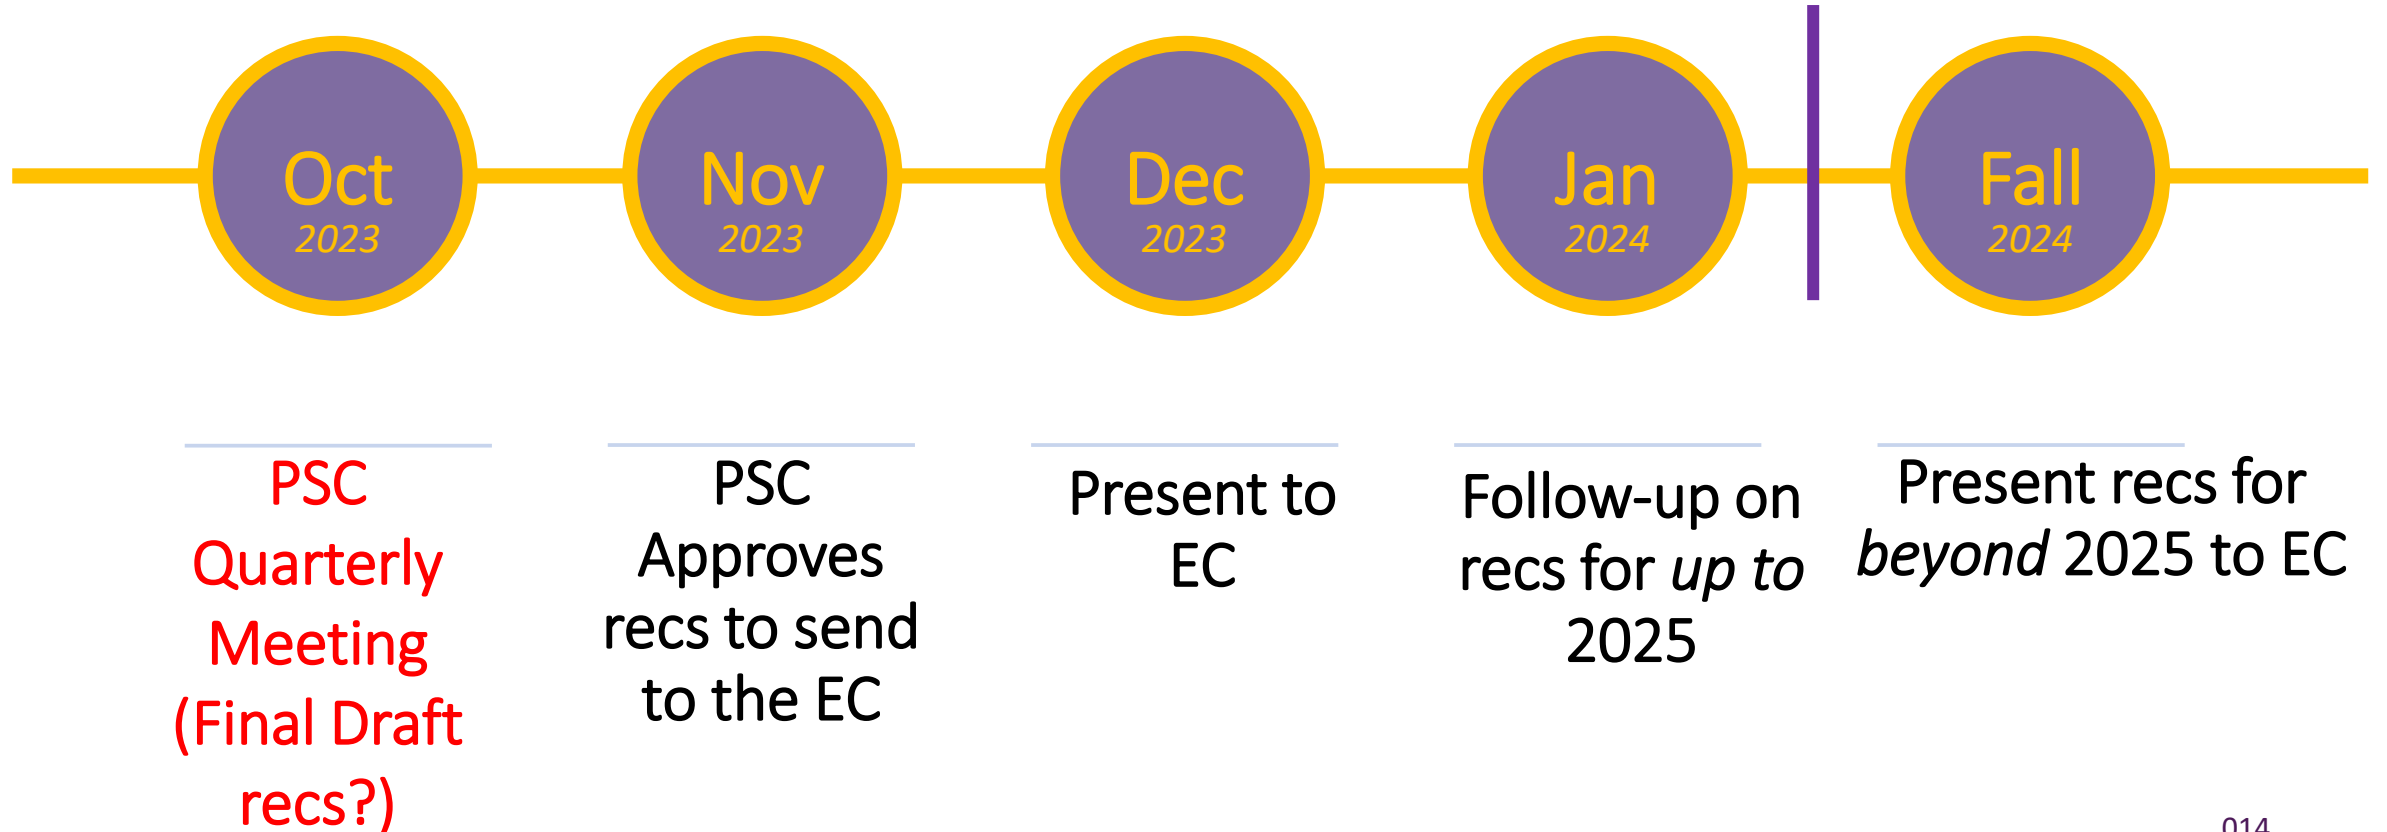 Oct
2023
Nov
2023
Dec
2023
Jan
2024
Fall
2024
PSC
Quarterly
Meeting
(Final Draft
recs?)
PSC
Approves
recs to send
to the EC
Present to
EC
Follow-up on
recs for up to
2025
Present recs for
beyond 2025 to EC
014